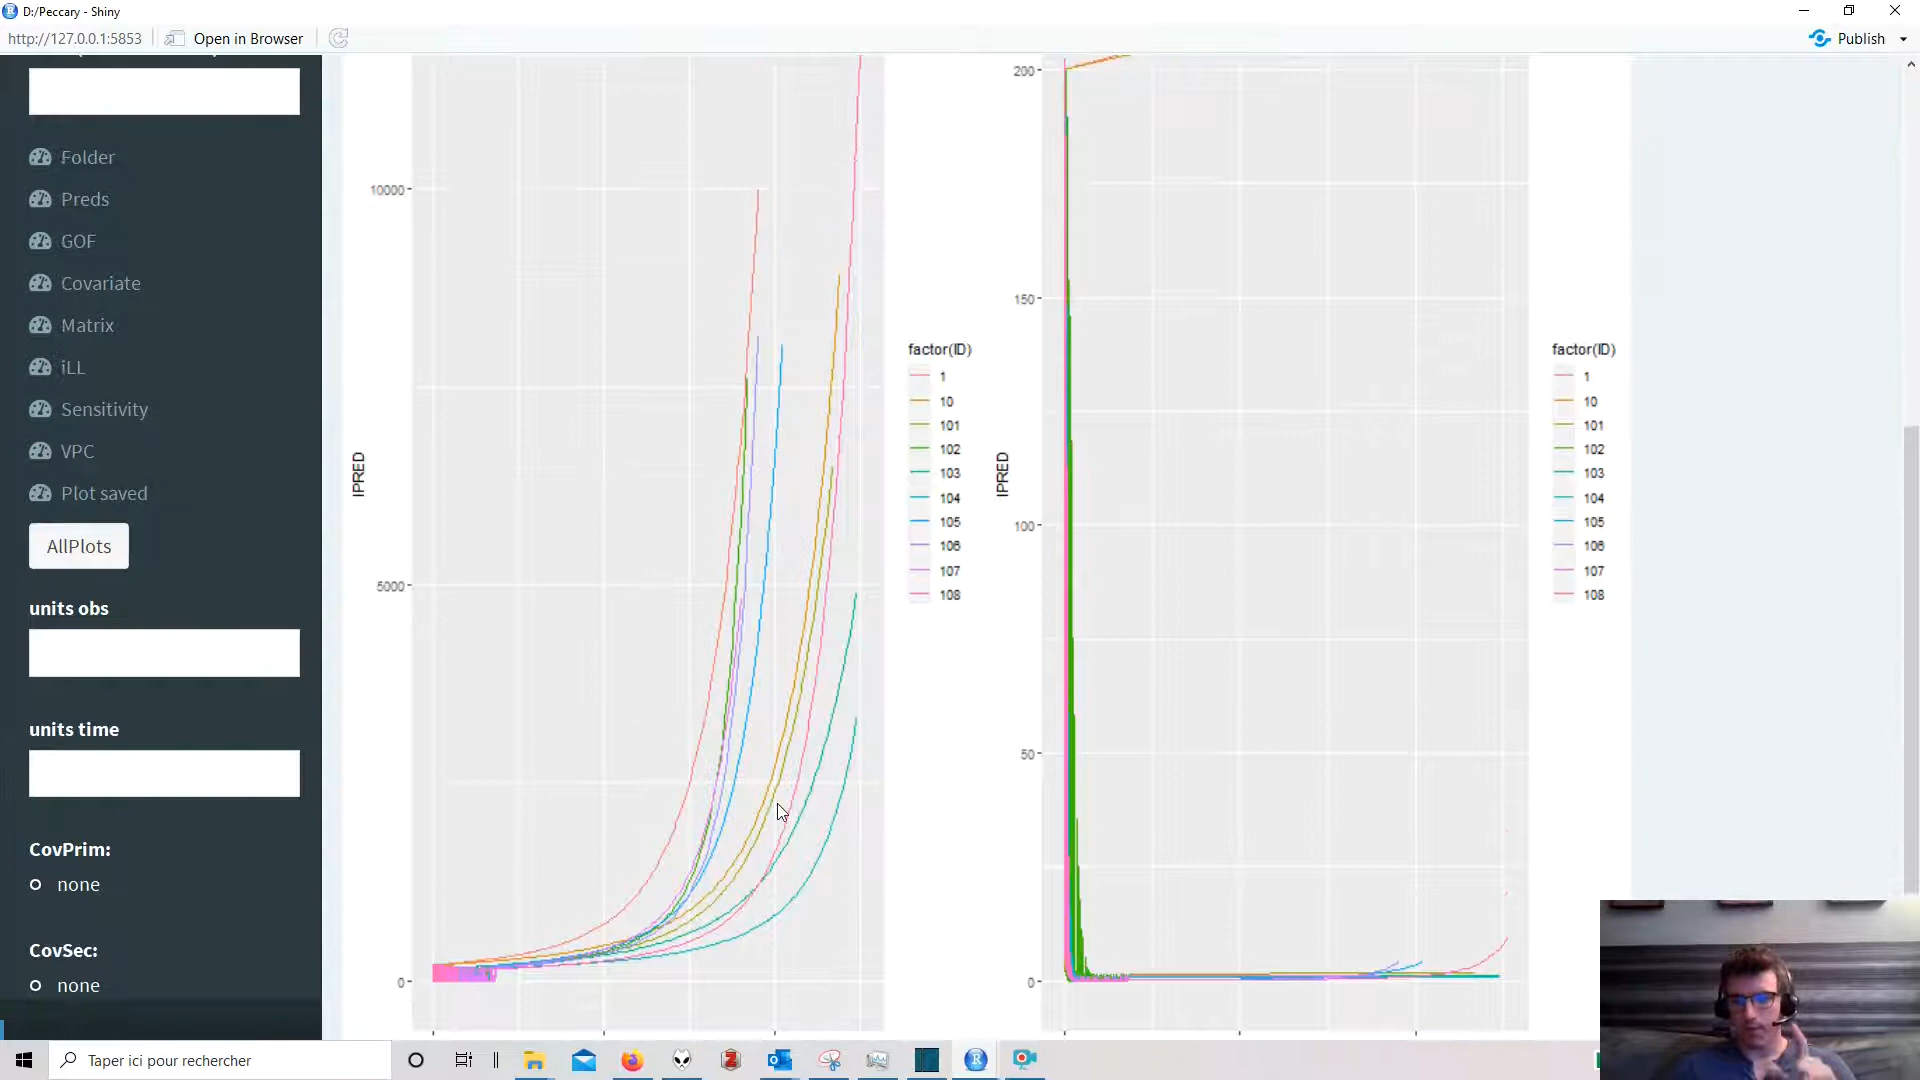 D:/Peccary - Shiny
http://127.0.0.1:5853
Open in Browser
Publish
Folder
Preds
GOF
Covariate
Matrix
iLL
Sensitivity
VPC
Plot saved
AllPlots
units obs
units time
CovPrim:
none
CovSec:
none
IPRED
10000
5000
0
factor(ID)
1
10
101
102
103
104
105
106
107
108
IPRED
200
150
100
50
0
factor(ID)
1
10
101
102
103
104
105
106
107
108
Taper ici pour rechercher